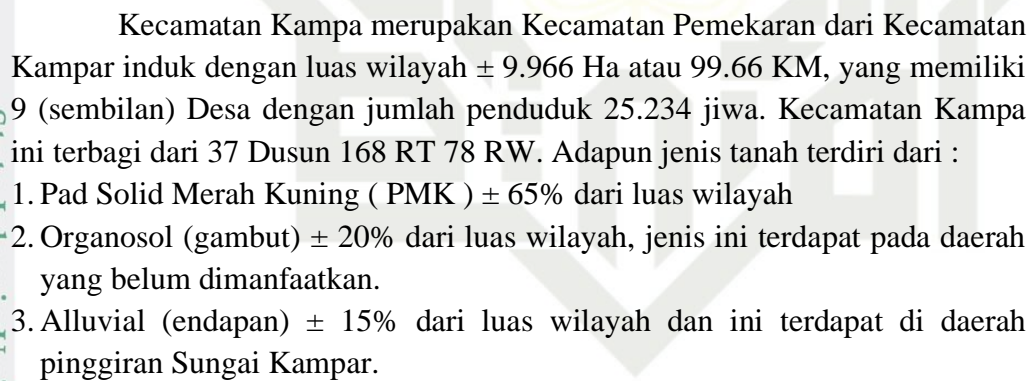 Kecamatan Kampa merupakan Kecamatan Pemekaran dari Kecamatan
Kampar induk dengan luas wilayah ± 9.966 Ha atau 99.66 KM, yang memiliki
9 (sembilan) Desa dengan jumlah penduduk 25.234 jiwa. Kecamatan Kampa
ini terbagi dari 37 Dusun 168 RT 78 RW. Adapun jenis tanah terdiri dari :
1. Pad Solid Merah Kuning ( PMK ) ± 65% dari luas wilayah
2. Organosol (gambut) ± 20% dari luas wilayah, jenis ini terdapat pada daerah
yang belum dimanfaatkan.
3. Alluvial (endapan) ± 15% dari luas wilayah dan ini terdapat di daerah
pinggiran Sungai Kampar.